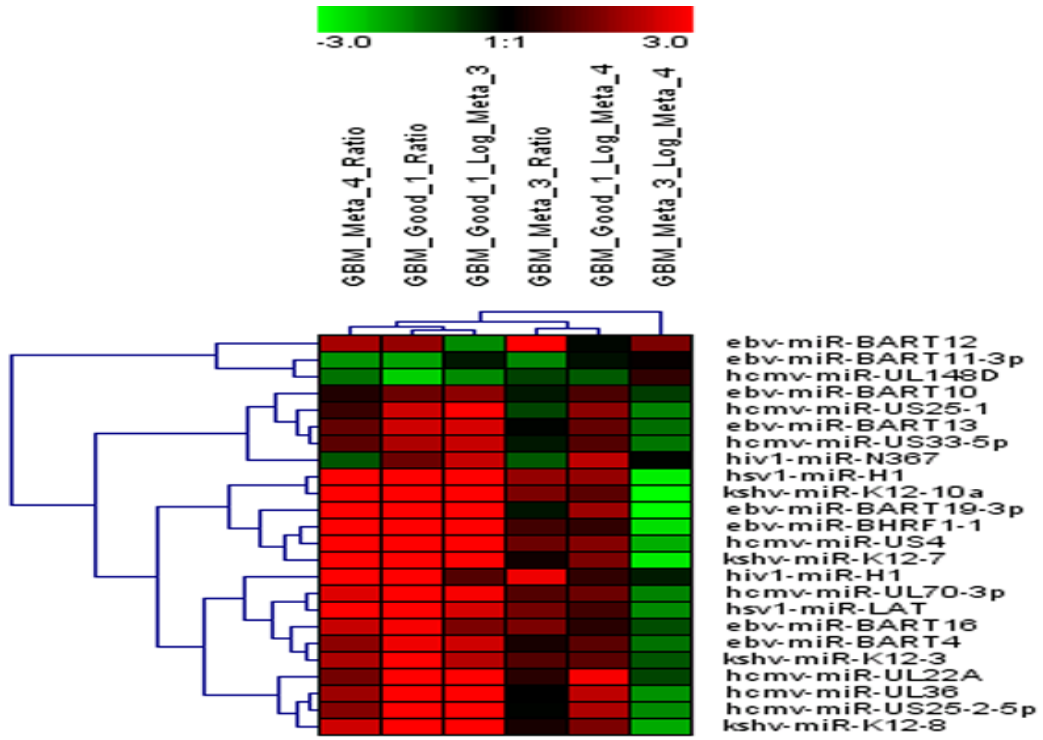 -3.0 1:1 3.0
GBM_Meta_4_Ratio
GBM_Good_1_Ratio
GBM_Good_1_Log_Meta_3
GBM_Meta_3_Ratio
GBM_Good_1_Log_Meta_4
GBM_Meta_3_Log_Meta_4
ebv-miR-BART12
ebv-miR-BART11-3p
hcmv-miR-UL148D
ebv-miR-BART10
hcmv-miR-US25-1
ebv-miR-BART13
hcmv-miR-US33-5p
hiv1-miR-N367
hsv1-miR-H1
kshv-miR-K12-10a
ebv-miR-BART19-3p
ebv-miR-BHRF1-1
hcmv-miR-US4
kshv-miR-K12-7
hiv1-miR-H1
hcmv-miR-UL70-3p
hsv1-miR-LAT
ebv-miR-BART16
ebv-miR-BART4
kshv-miR-K12-3
hcmv-miR-UL22A
hcmv-miR-UL36
hcmv-miR-US25-2-5p
kshv-miR-K12-8